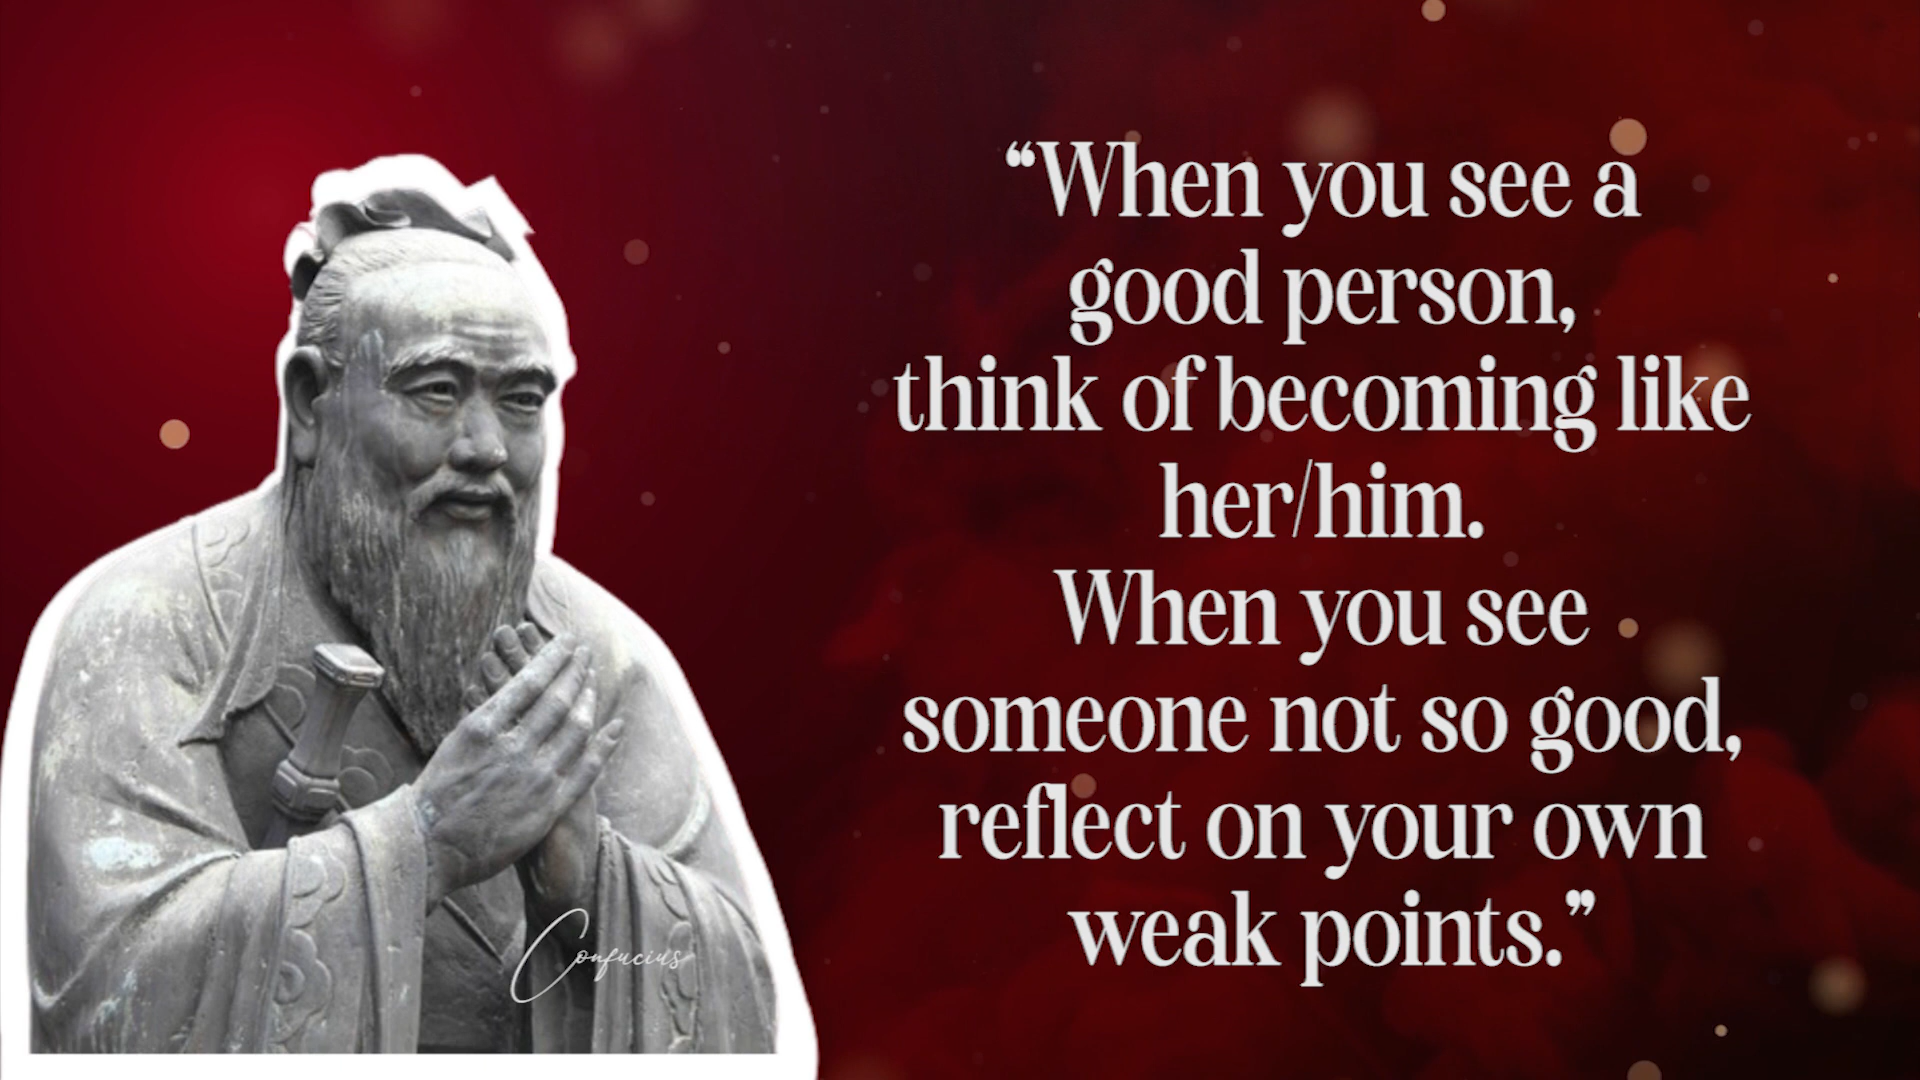 “When you see a
good person,
think of becoming like
her/him.
When you see
someone not so good,
reflect on your own
weak points.”
Confucius